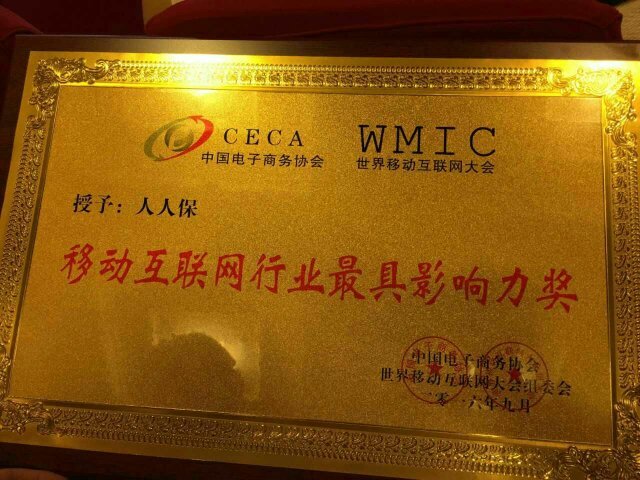 CECA
中国电子商务协会
WMIC
世界移动互联网大会
授予：人人保
移动互联网行业最具影响力奖
中国电子商务协会
世界移动互联网大会组委会
二零一六年九月